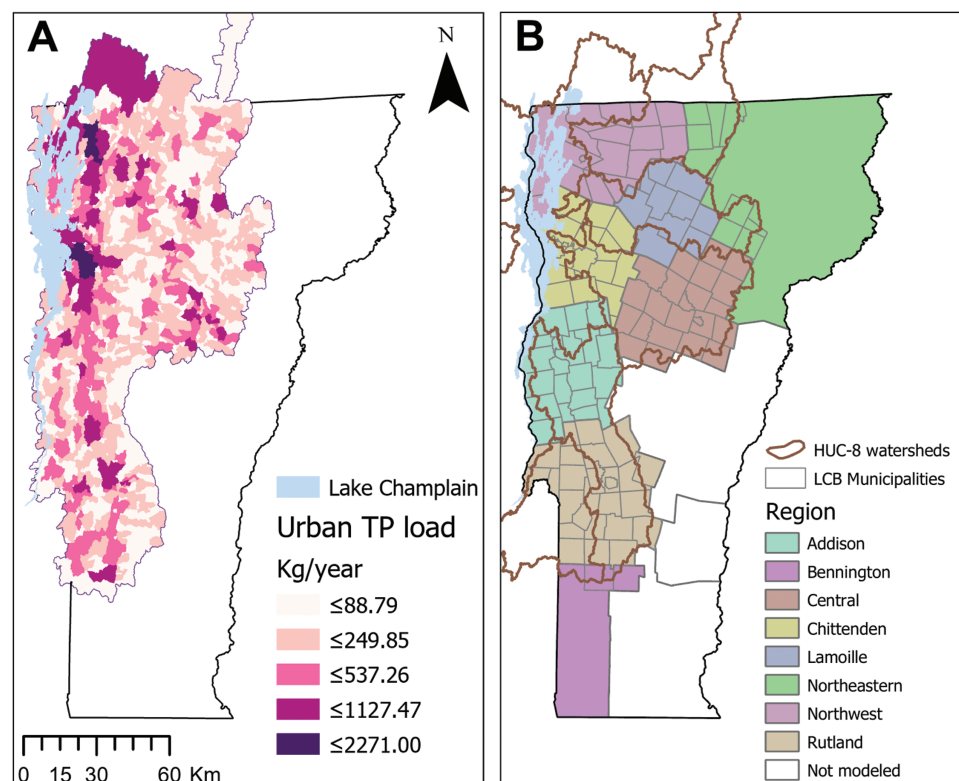 A
N
Lake Champlain
Urban TP load
Kg/year
≤88.79
≤249.85
≤537.26
≤1127.47
≤2271.00
0 15 30 60 Km
B
HUC-8 watersheds
LCB Municipalities
Region
Addison
Bennington
Central
Chittenden
Lamoille
Northeastern
Northwest
Rutland
Not modeled